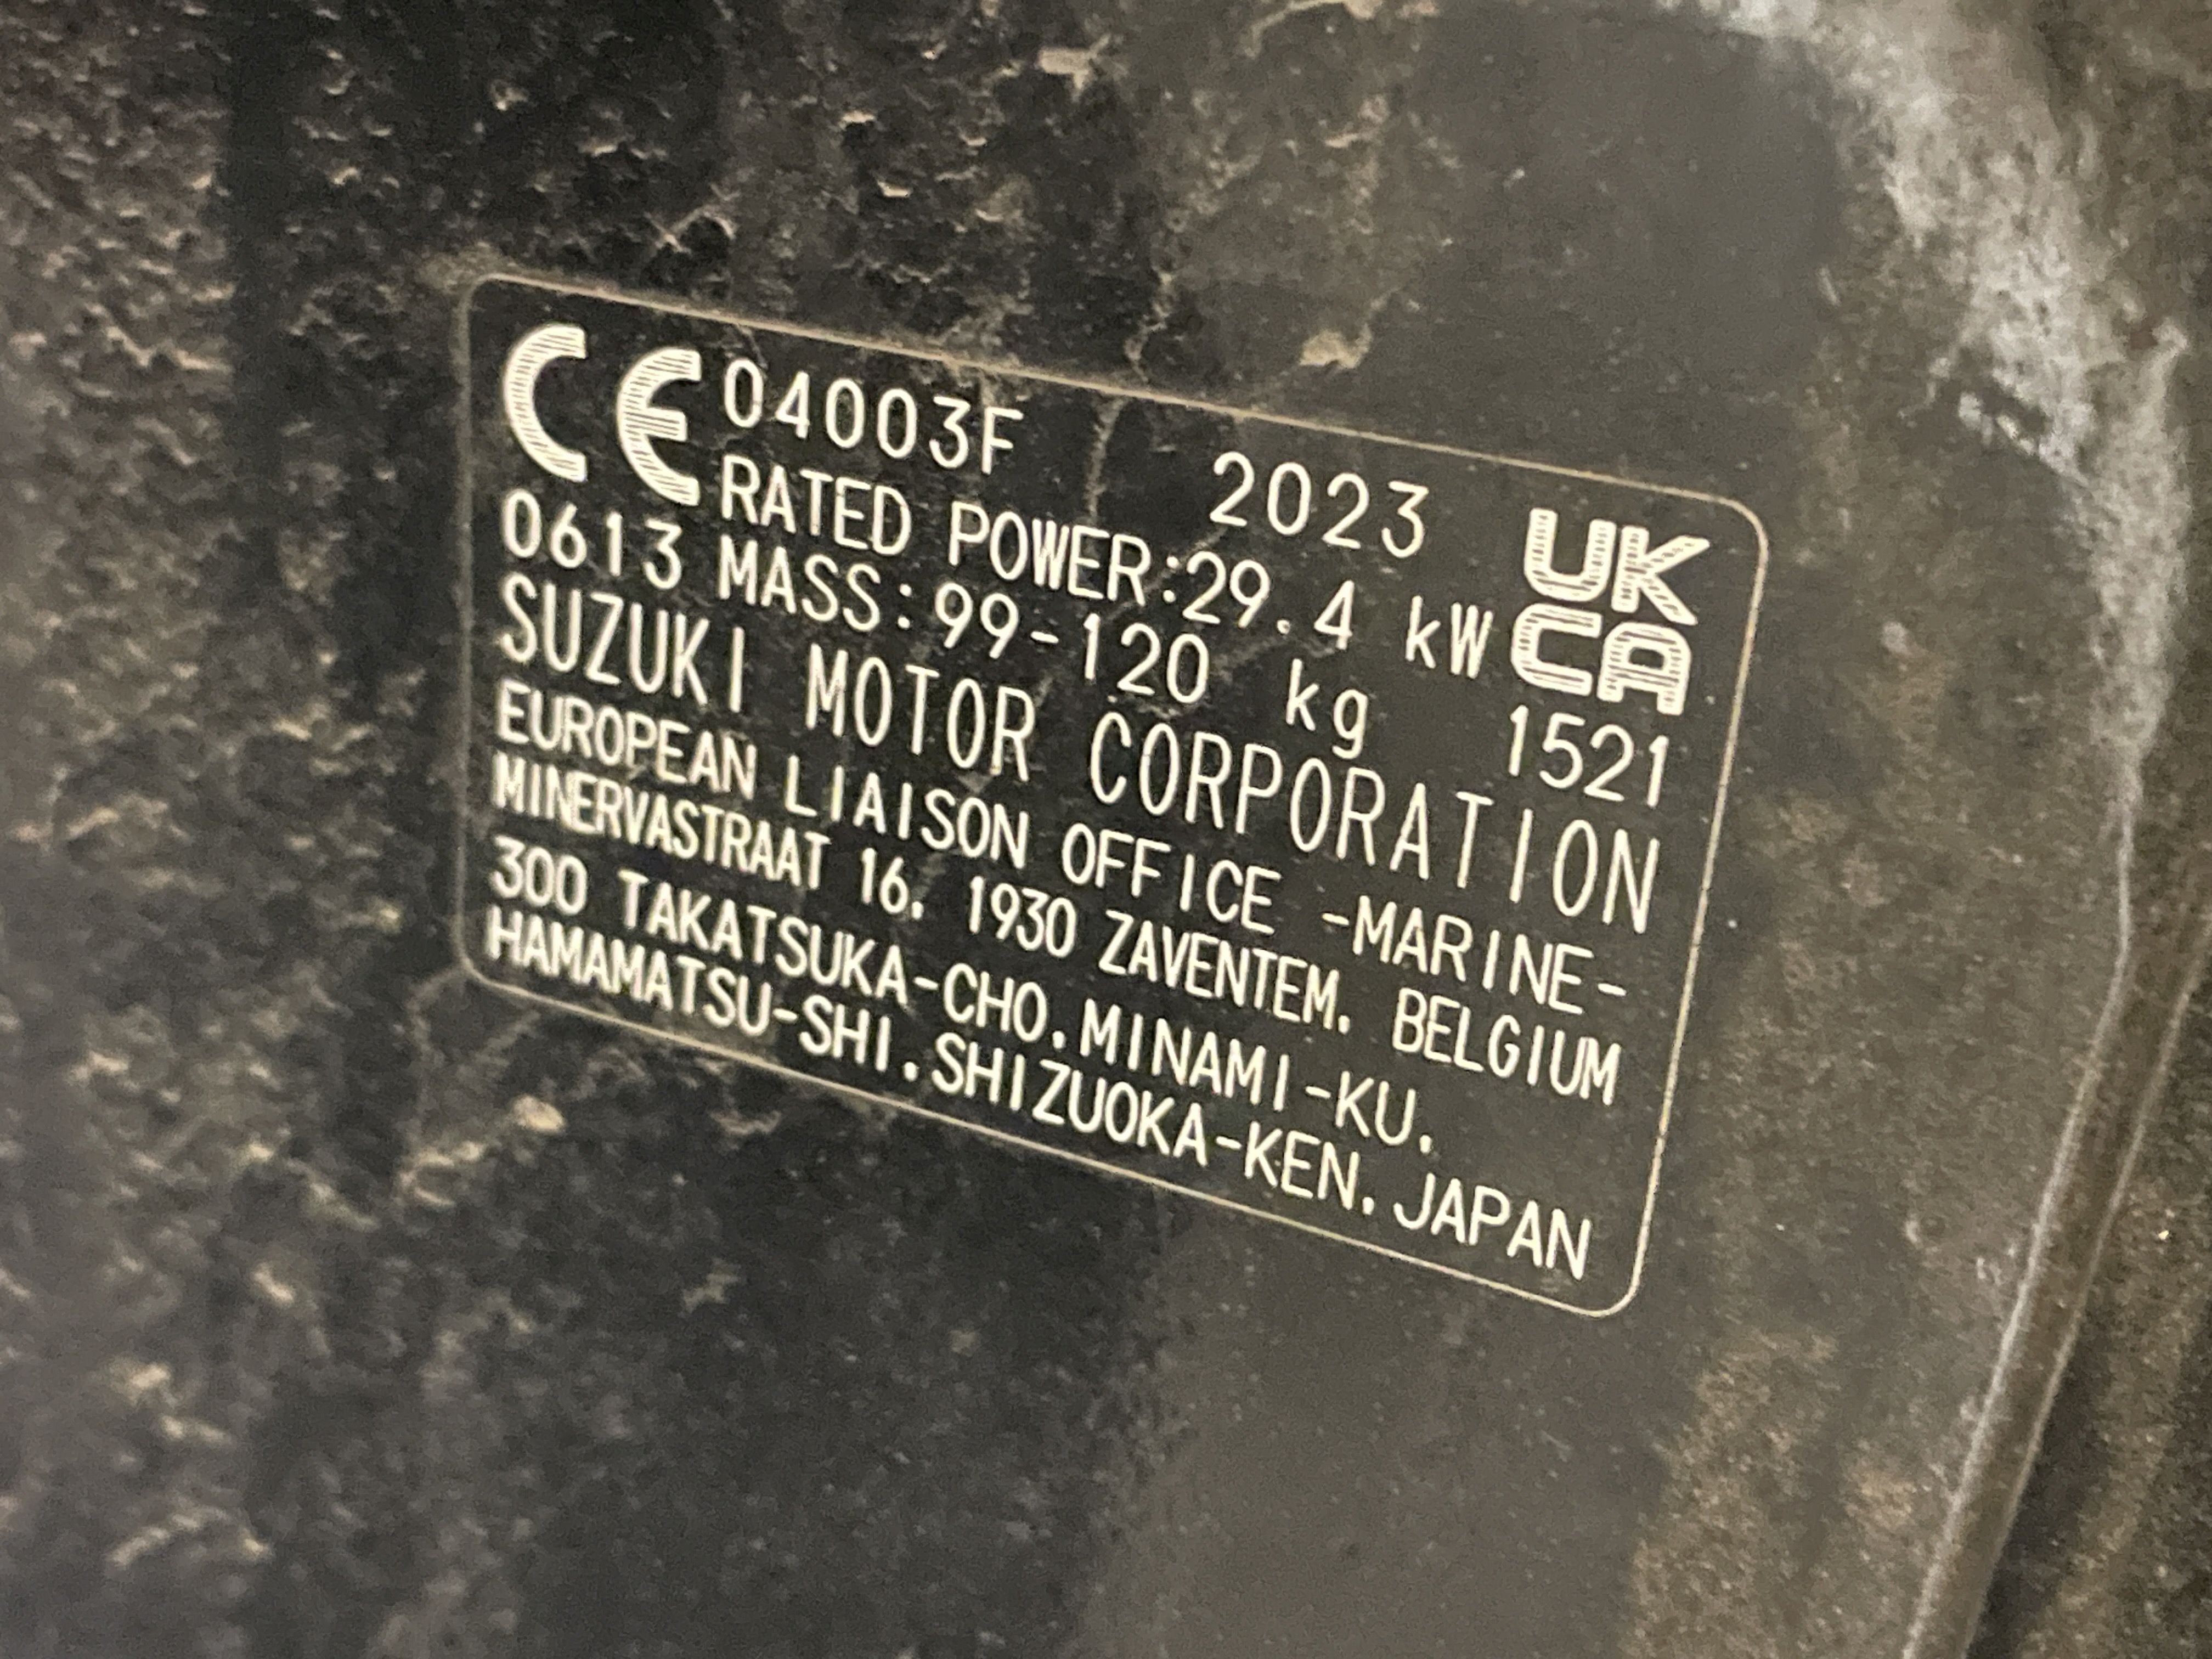 CE 04003F 2023 UK CA
RATED POWER:29.4 kW
0613 MASS:99-120 kg 1521
SUZUKI MOTOR CORPORATION
EUROPEAN LIAISON OFFICE -MARINE-
MINERVASTRAAT 16. 1930 ZAVENTEM. BELGIUM
300 TAKATSUKA-CHO.MINAMI-KU.
HAMAMATSU-SHI.SHIZUOKA-KEN.JAPAN